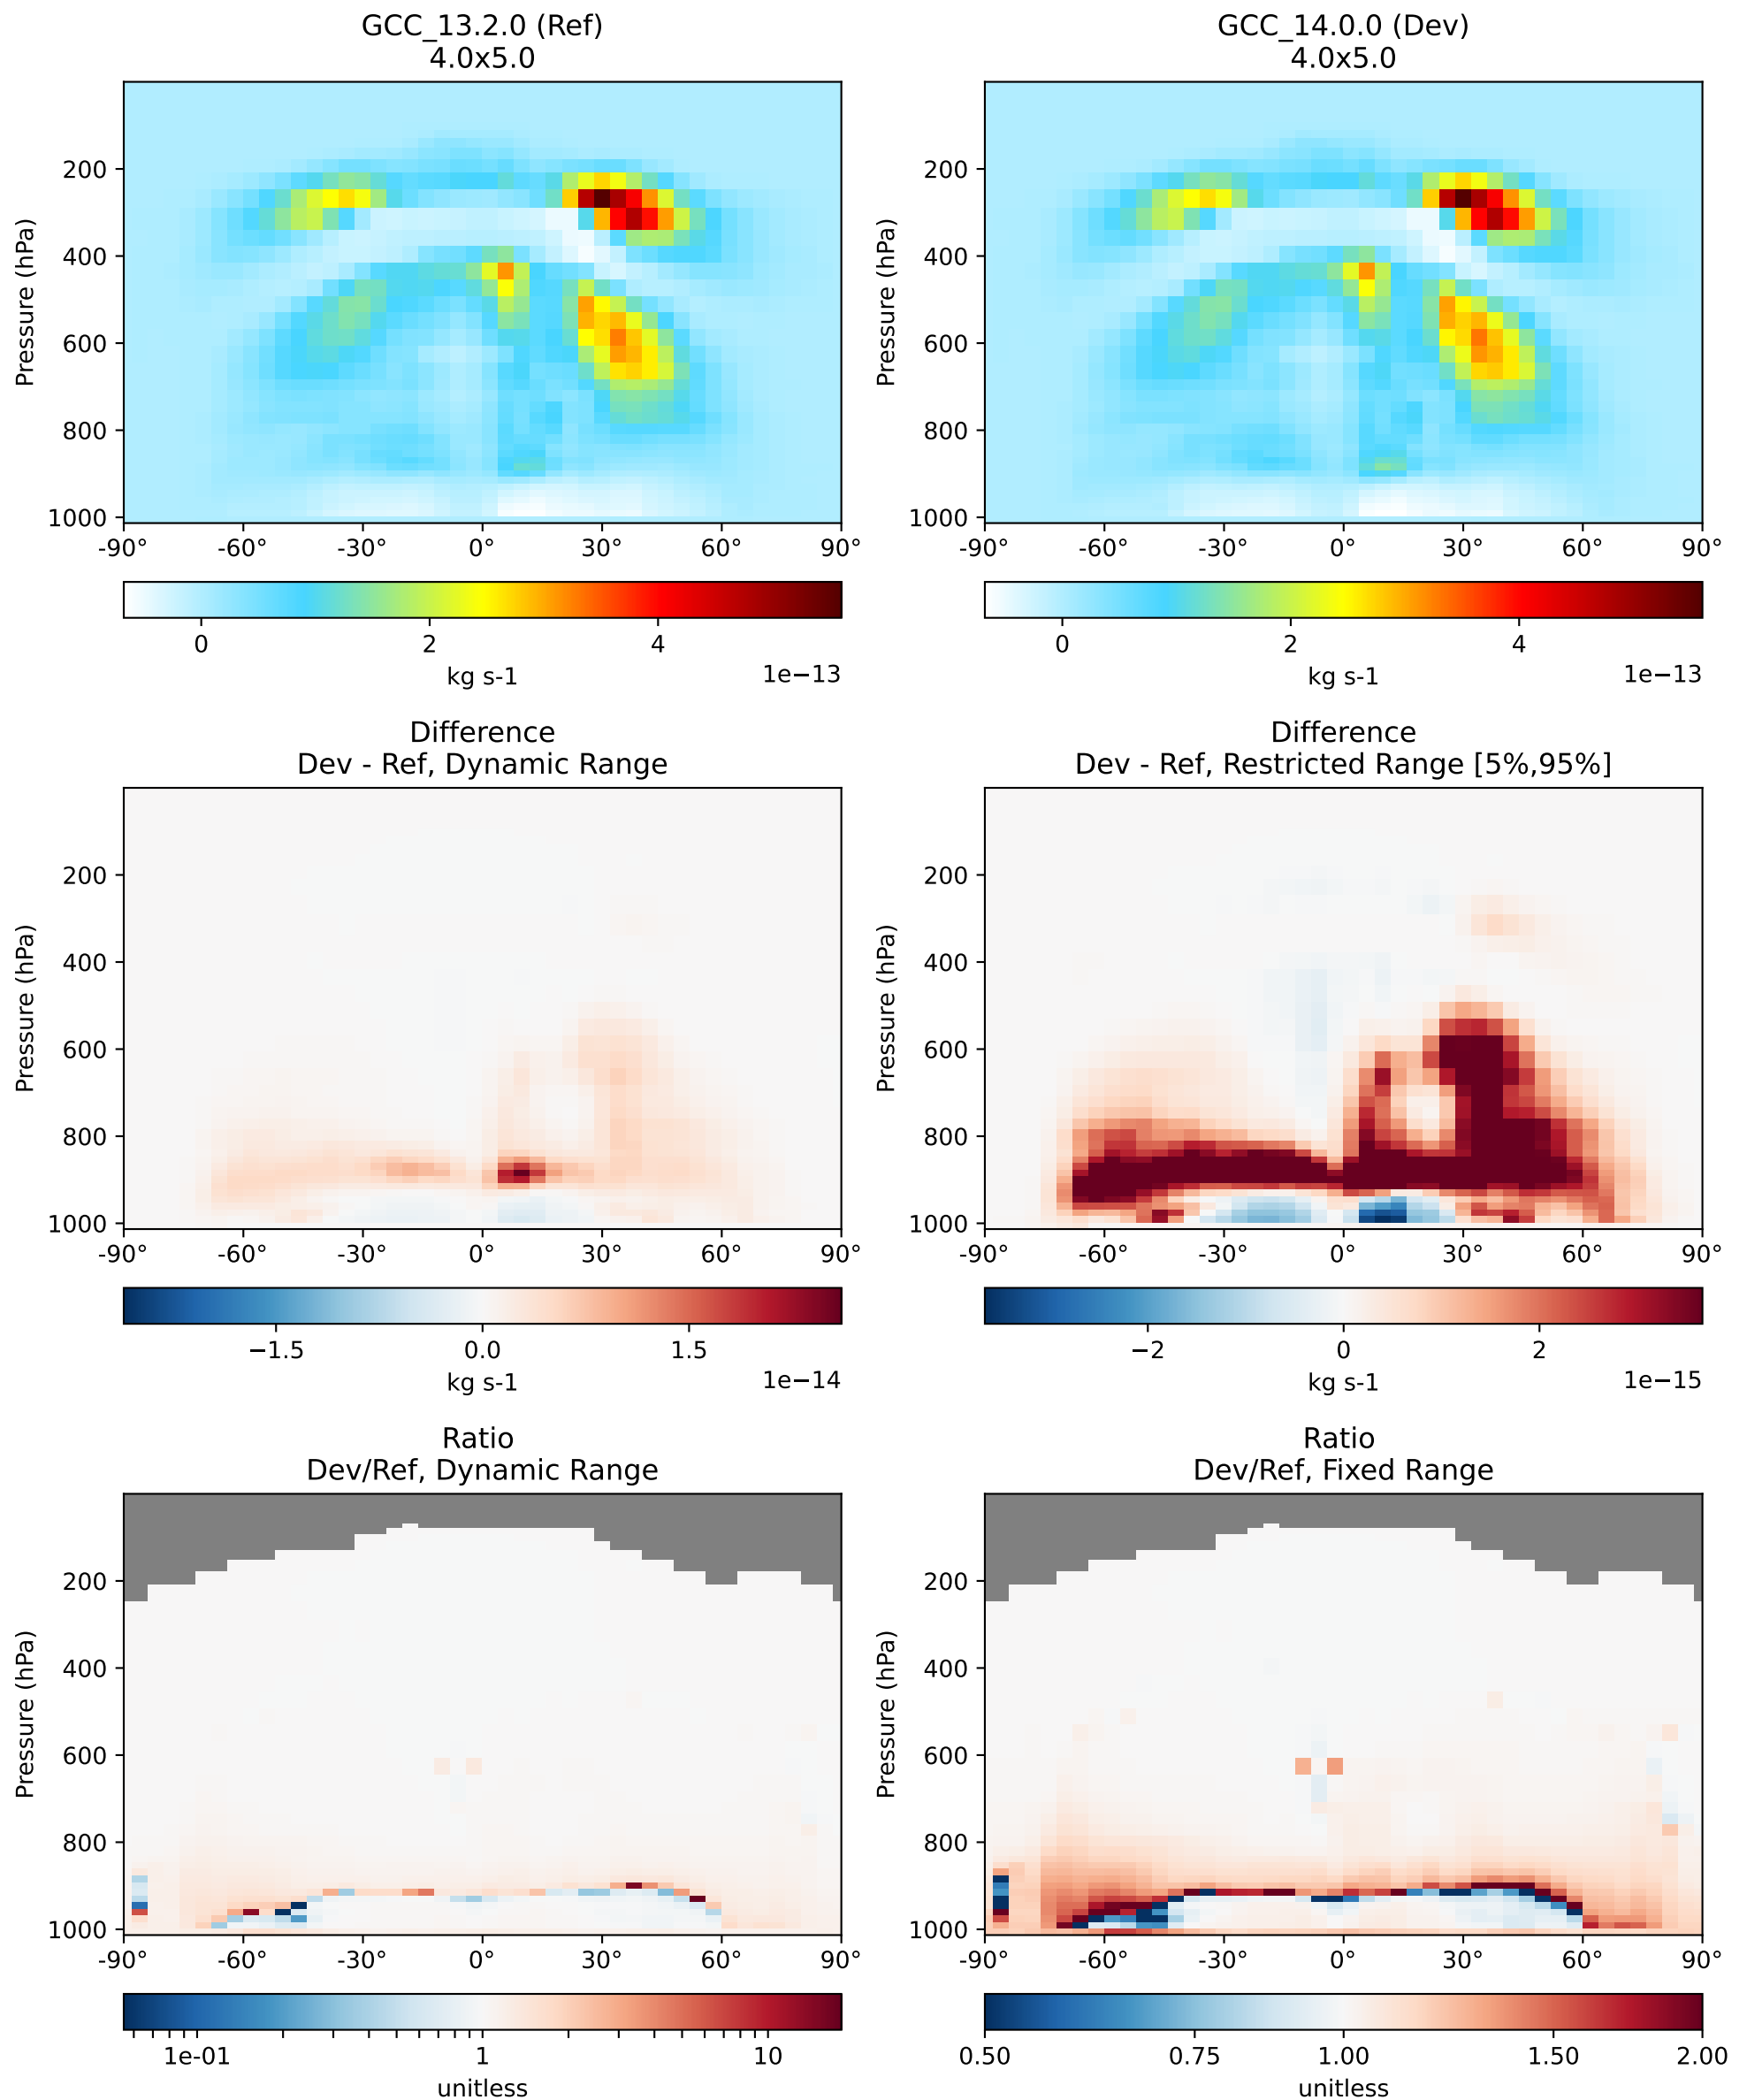 GCC_13.2.0 (Ref)
4.0x5.0
GCC_14.0.0 (Dev)
4.0x5.0
Pressure (hPa)
200
400
600
800
1000
-90° -60° -30° 0° 30° 60° 90°
0 2 4
kg s-1
1e−13
Pressure (hPa)
200
400
600
800
1000
-90° -60° -30° 0° 30° 60° 90°
0 2 4
kg s-1
1e−13
Difference
Dev - Ref, Dynamic Range
Pressure (hPa)
200
400
600
800
1000
-90° -60° -30° 0° 30° 60° 90°
−1.5 0.0 1.5
kg s-1
1e−14
Difference
Dev - Ref, Restricted Range [5%,95%]
Pressure (hPa)
200
400
600
800
1000
-90° -60° -30° 0° 30° 60° 90°
−2 0 2
kg s-1
1e−15
Ratio
Dev/Ref, Dynamic Range
Pressure (hPa)
200
400
600
800
1000
-90° -60° -30° 0° 30° 60° 90°
1e-01 1 10
unitless
Ratio
Dev/Ref, Fixed Range
Pressure (hPa)
200
400
600
800
1000
-90° -60° -30° 0° 30° 60° 90°
0.50 0.75 1.00 1.50 2.00
unitless